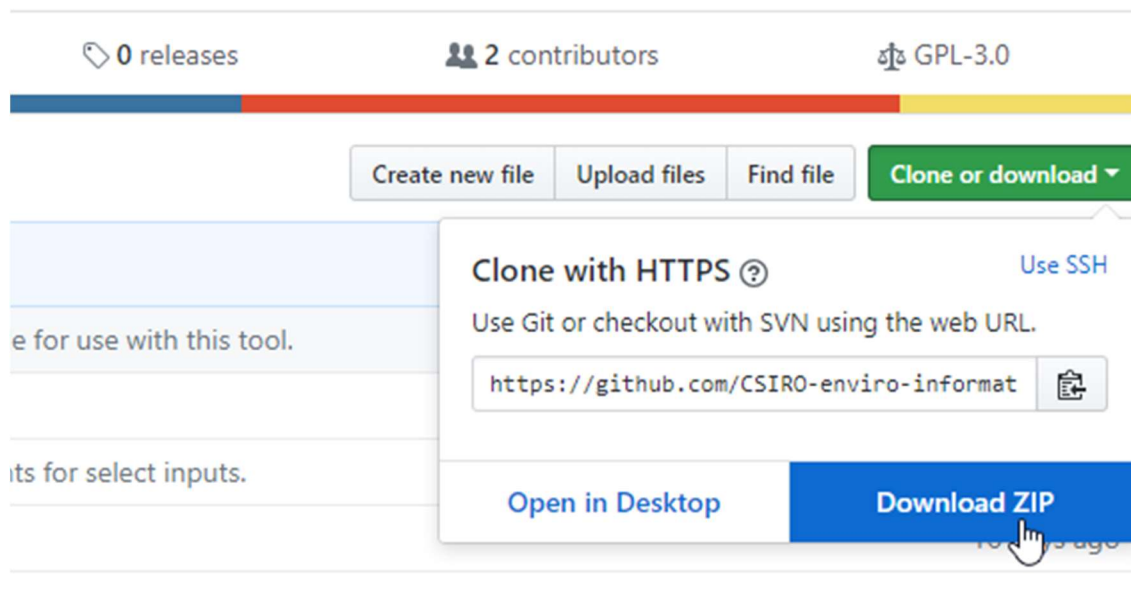 0 releases
2 contributors
GPL-3.0
Create new file
Upload files
Find file
Clone or download
Clone with HTTPS
Use SSH
Use Git or checkout with SVN using the web URL.
https://github.com/CSIRO-enviro-informat
Open in Desktop
Download ZIP
e for use with this tool.
ts for select inputs.
ago